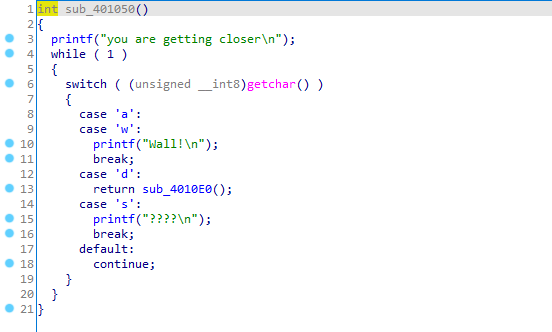 1 int sub_401050()
2 {
3 printf("you are getting closer\n");
4 while ( 1 )
5 {
6 switch ( (unsigned __int8)getchar() )
7 {
8 case 'a':
9 case 'w':
10 printf("Wall!\n");
11 break;
12 case 'd':
13 return sub_4010E0();
14 case 's':
15 printf("????\n");
16 break;
17 default:
18 continue;
19 }
20 }
21 }